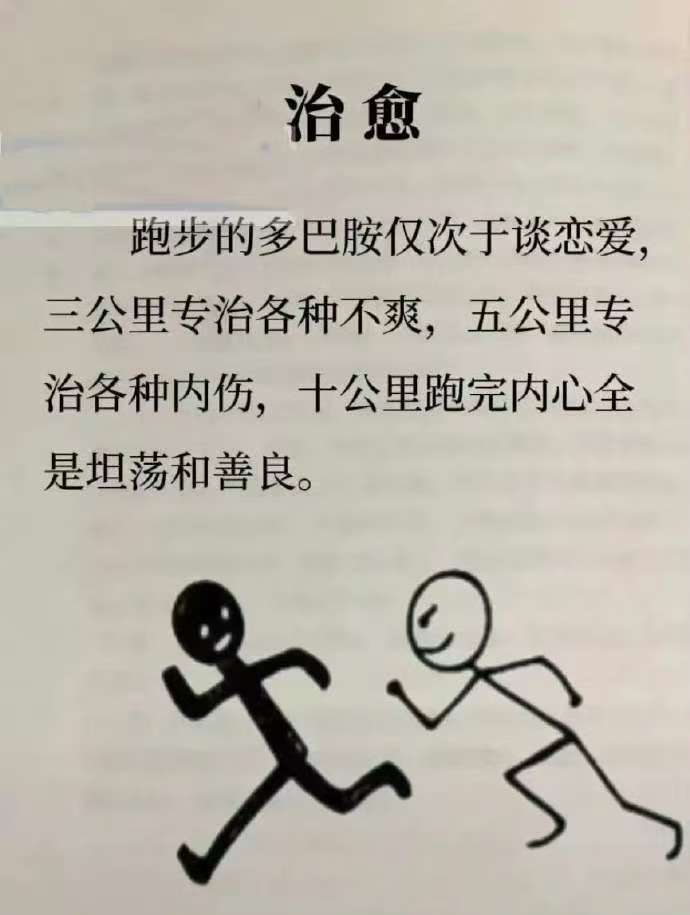 治愈
跑步的多巴胺仅次于谈恋爱，
三公里专治各种不爽，五公里专
治各种内伤，十公里跑完内心全
是坦荡和善良。